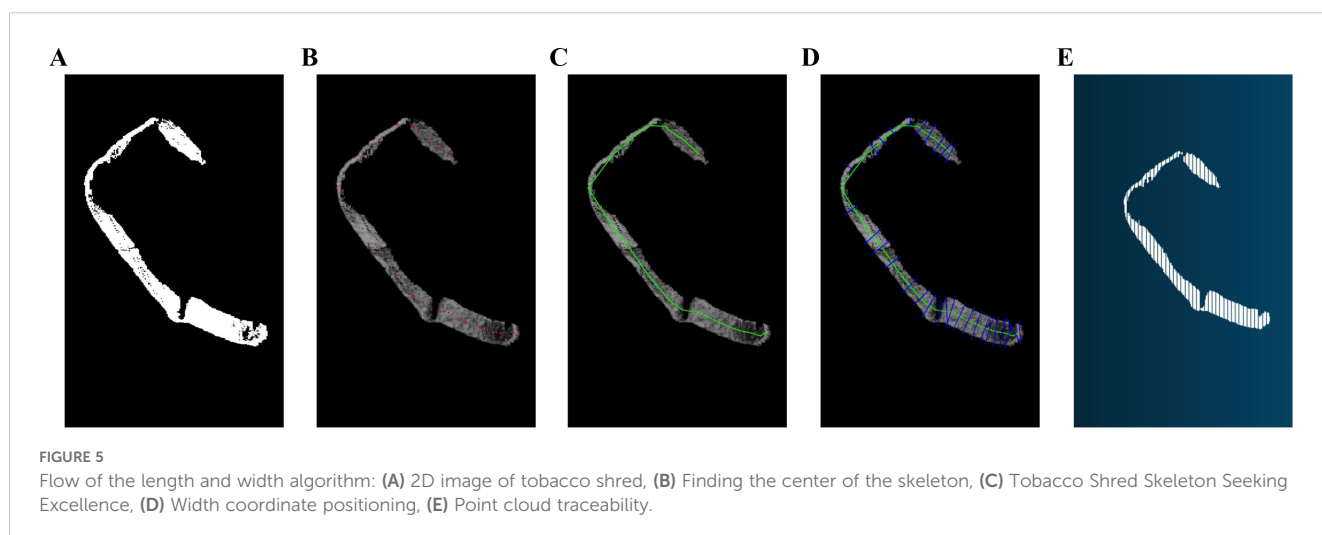 A B C D E
FIGURE 5
Flow of the length and width algorithm: (A) 2D image of tobacco shred, (B) Finding the center of the skeleton, (C) Tobacco Shred Skeleton Seeking
Excellence, (D) Width coordinate positioning, (E) Point cloud traceability.